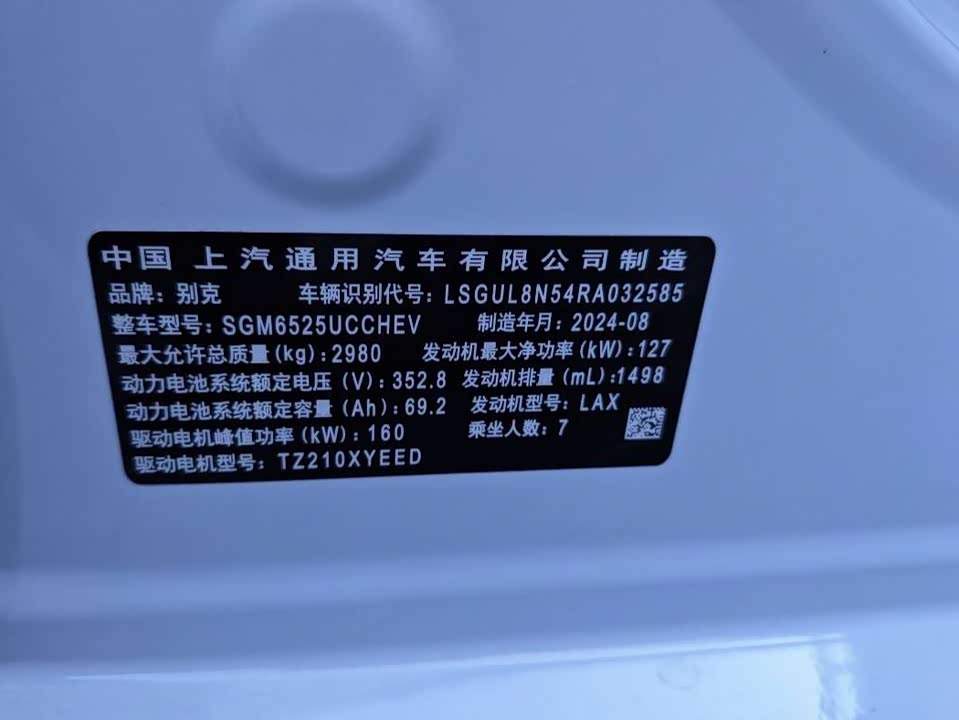 中国 上汽通用汽车有限公司制造
品牌：别克 车辆识别代号：LSGUL8N54RA032585
整车型号：SGM6525UCCHEV 制造年月：2024-08
最大允许总质量(kg)：2980 发动机最大净功率(kW)：127
动力电池系统额定电压(V)：352.8 发动机排量(mL)：1498
动力电池系统额定容量(Ah)：69.2 发动机型号：LAX
驱动电机峰值功率(kW)：160 乘坐人数：7
驱动电机型号：TZ210XYEED